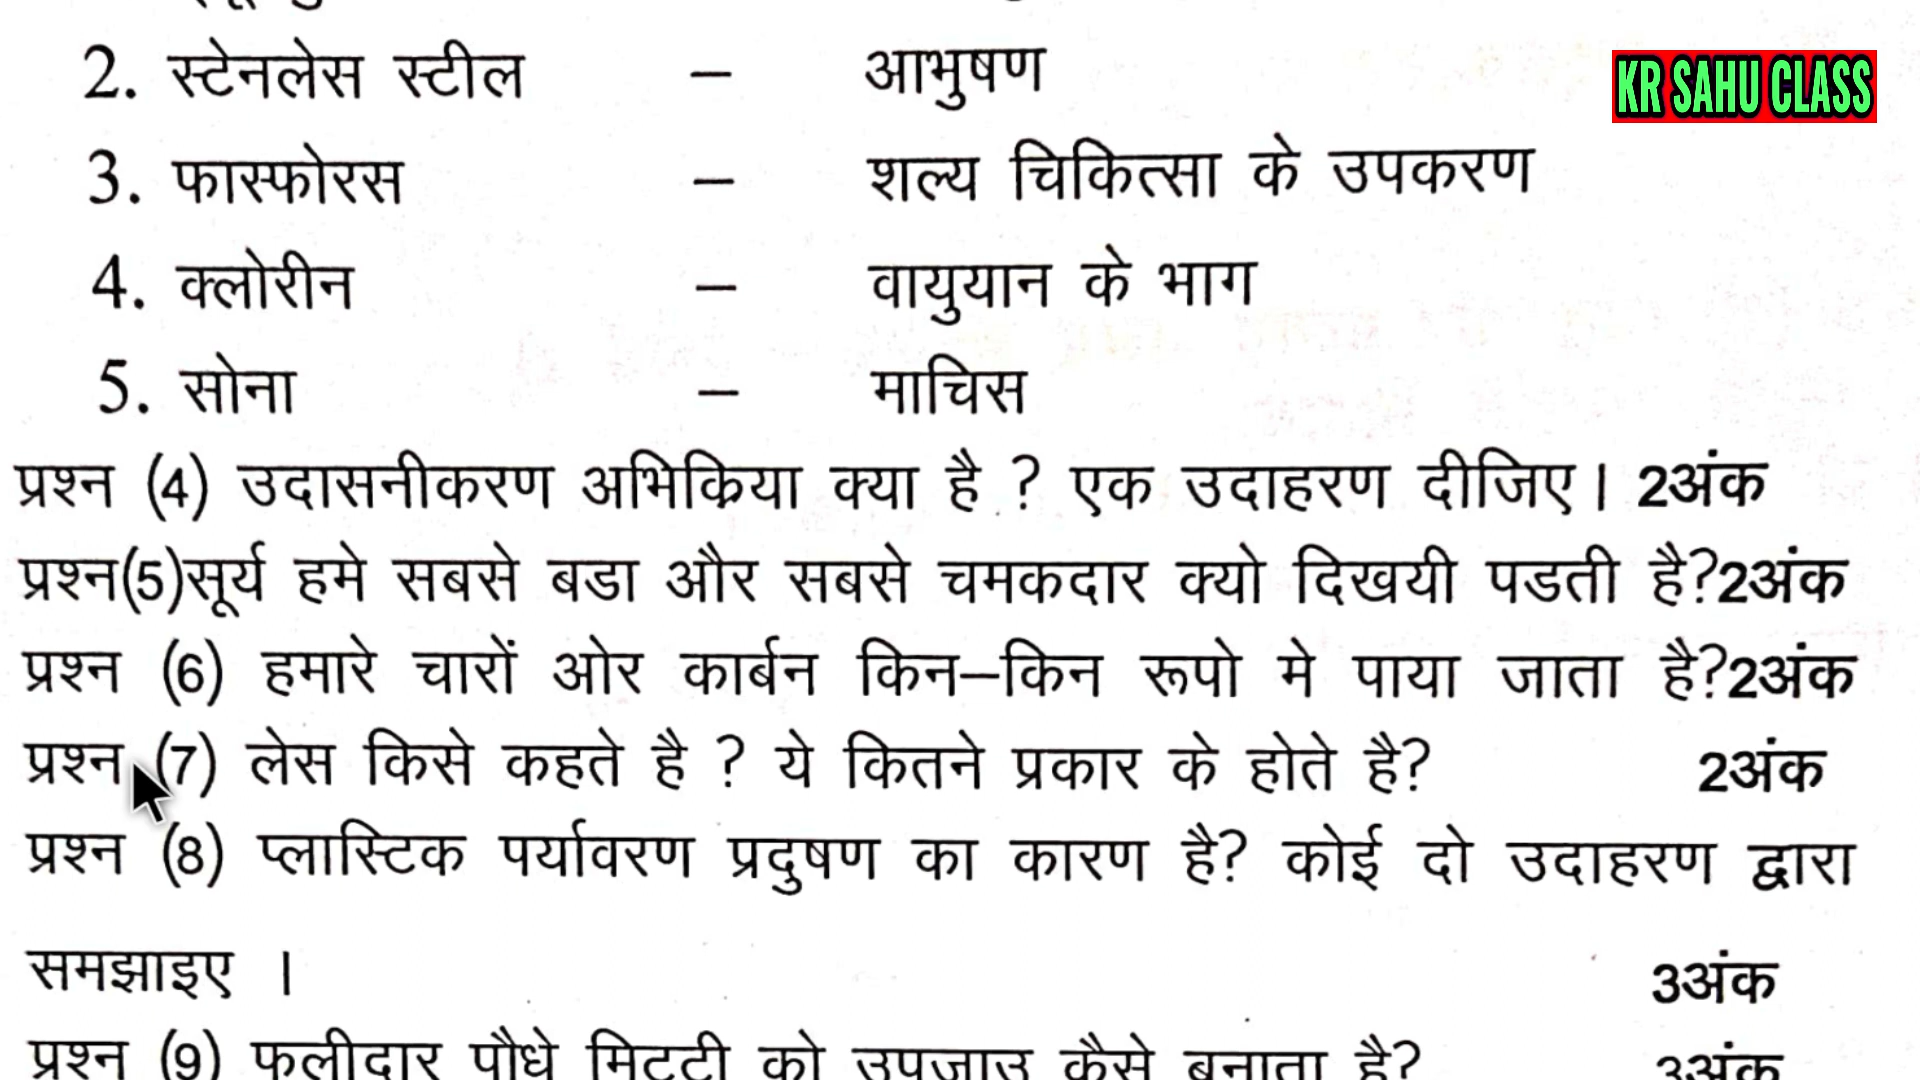 2. स्टेनलेस स्टील – आभुषण
KR SAHU CLASS
3. फास्फोरस – शल्य चिकित्सा के उपकरण
4. क्लोरीन – वायुयान के भाग
5. सोना – माचिस
प्रश्न (4) उदासनीकरण अभिकिया क्या है ? एक उदाहरण दीजिए। 2अंक
प्रश्न(5)सूर्य हमे सबसे बडा और सबसे चमकदार क्यो दिखयी पडती है?2अंक
प्रश्न (6) हमारे चारों ओर कार्बन किन–किन रूपो मे पाया जाता है?2अंक
प्रश्न (7) लेस किसे कहते है ? ये कितने प्रकार के होते है? 2अंक
प्रश्न (8) प्लास्टिक पर्यावरण प्रदुषण का कारण है? कोई दो उदाहरण द्वारा
समझाइए । 3अंक
प्रश्न (9) फलीदार पौधे मिटटी को उपजाउ कैसे बनाता है? 3अंक